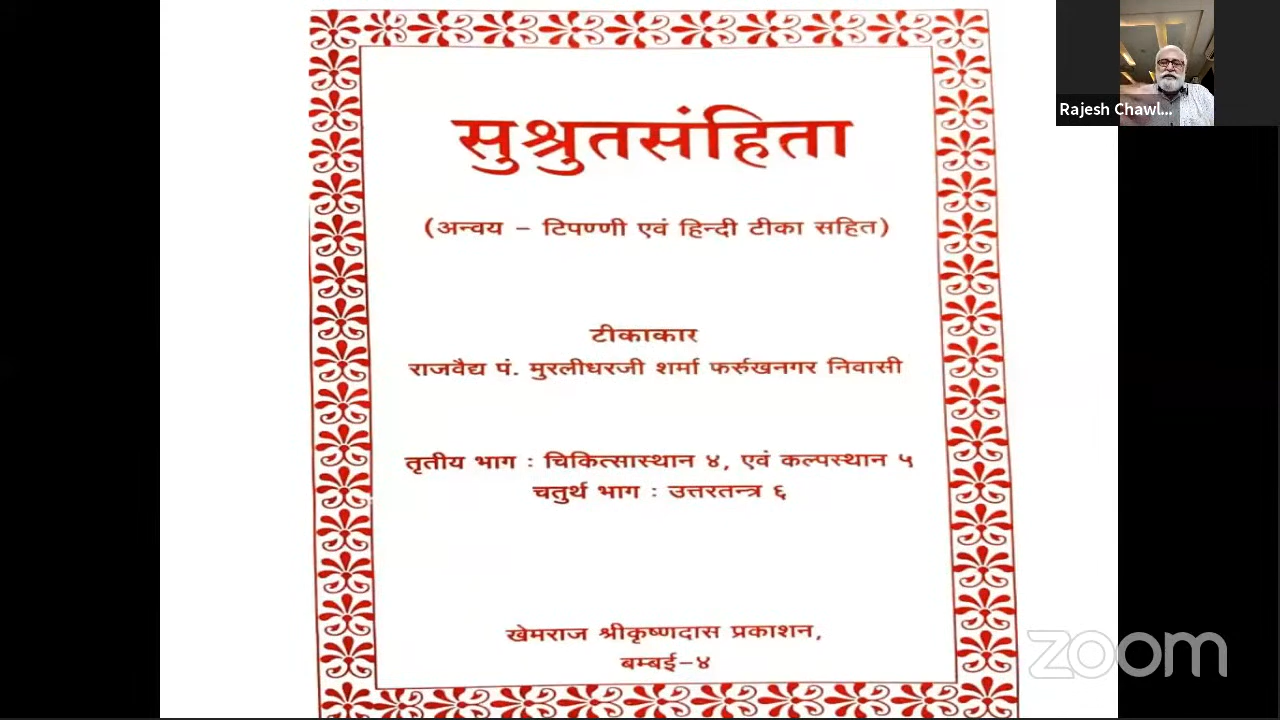 सुश्रुतसंहिता
(अन्वय – टिपण्णी एवं हिन्दी टीका सहित)
टीकाकार
राजवैद्य पं. मुरलीधरजी शर्मा फर्रुखनगर निवासी
तृतीय भाग : चिकित्सास्थान ४, एवं कल्पस्थान ५
चतुर्थ भाग : उत्तरतन्त्र ६
खेमराज श्रीकृष्णदास प्रकाशन,
बम्बई–४
Rajesh Chawl...
zoom